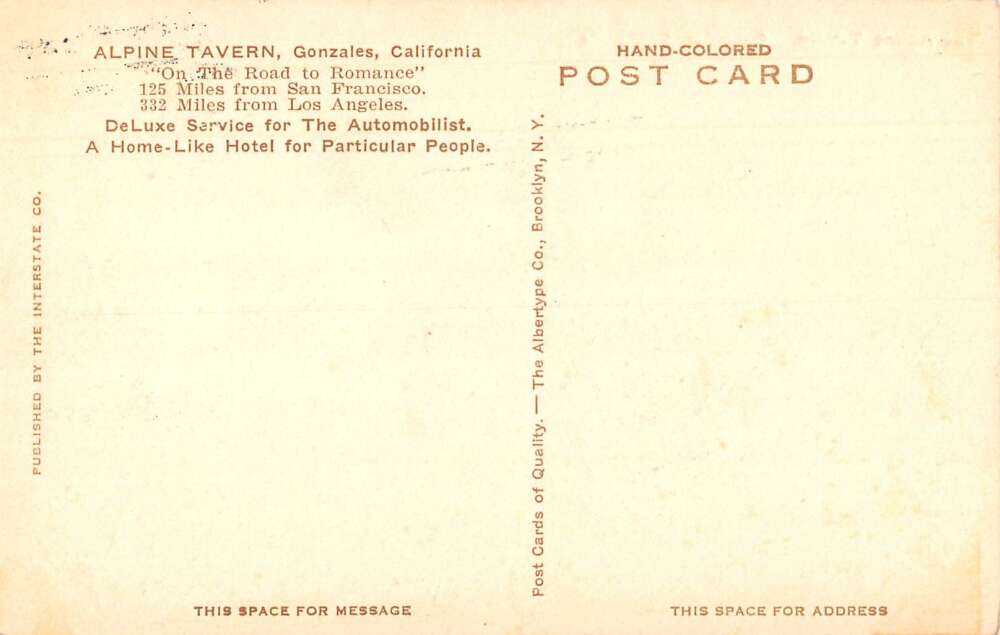 ALPINE TAVERN, Gonzales, California
"On The Road to Romance"
125 Miles from San Francisco.
332 Miles from Los Angeles.
DeLuxe Service for The Automobilist.
A Home-Like Hotel for Particular People.
PUBLISHED BY THE INTERSTATE CO.
THIS SPACE FOR MESSAGE
Post Cards of Quality. — The Albertype Co., Brooklyn, N. Y.
HAND-COLORED
POST CARD
THIS SPACE FOR ADDRESS